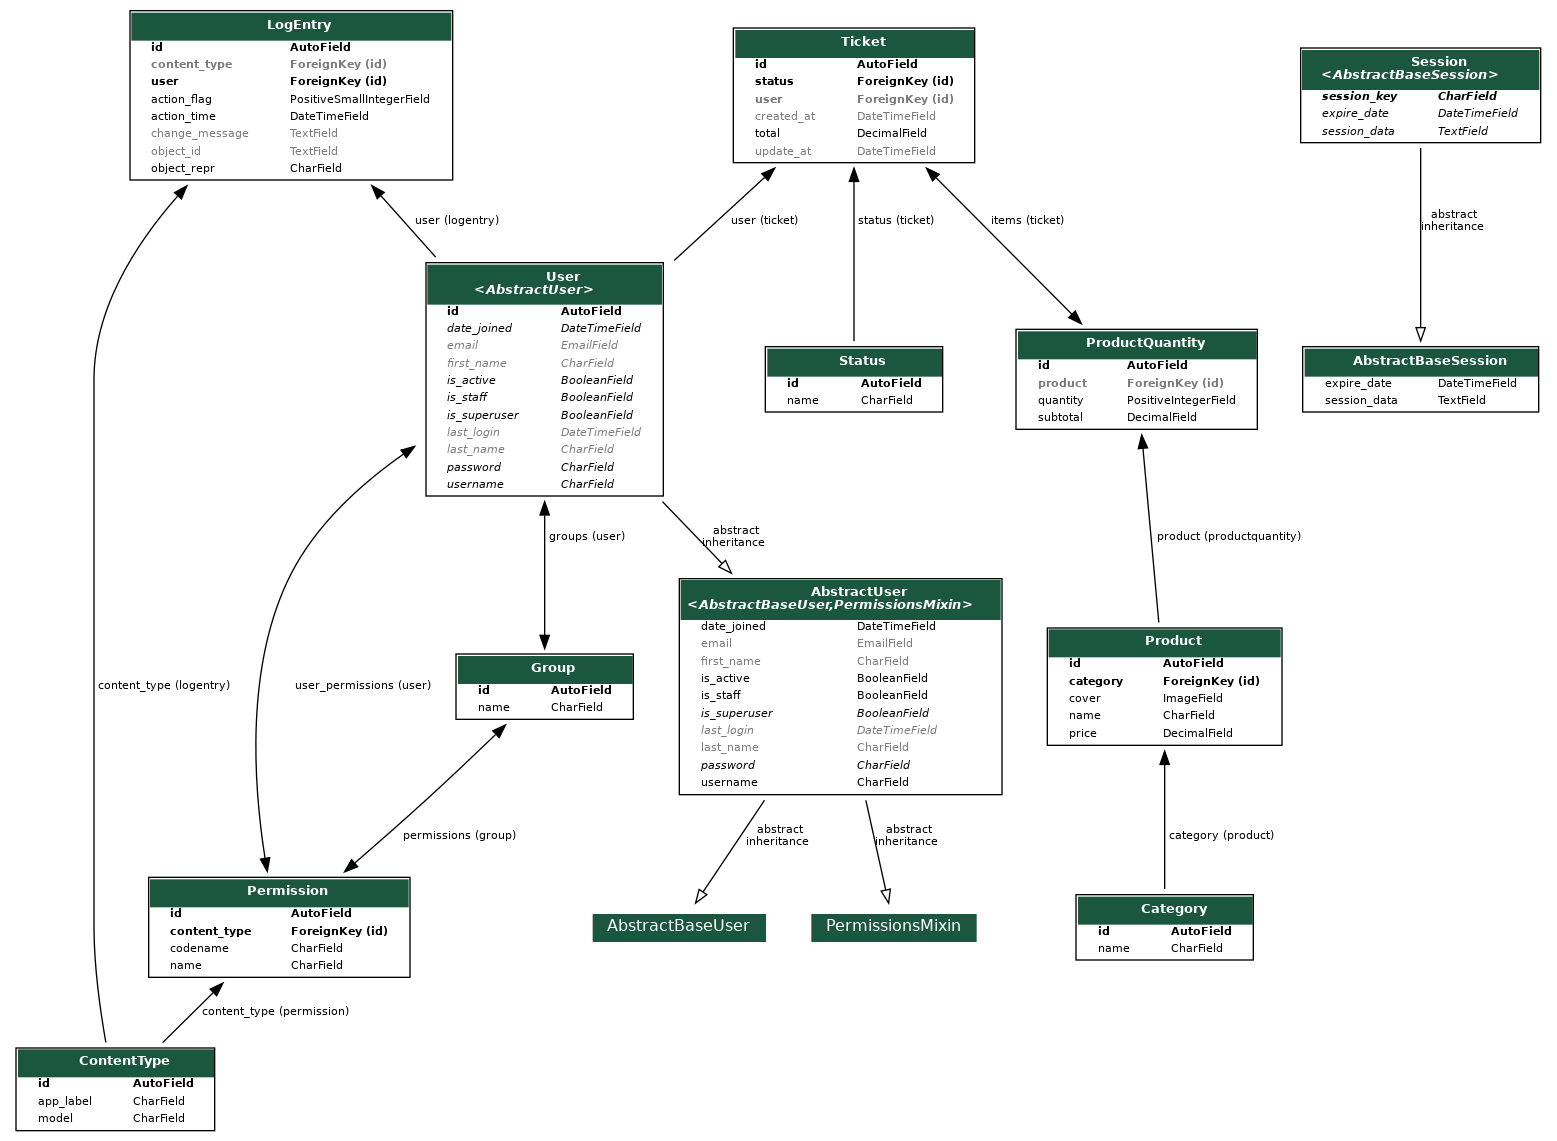 LogEntry
id AutoField
content_type ForeignKey (id)
user ForeignKey (id)
action_flag PositiveSmallIntegerField
action_time DateTimeField
change_message TextField
object_id TextField
object_repr CharField
Ticket
id AutoField
status ForeignKey (id)
user ForeignKey (id)
created_at DateTimeField
total DecimalField
update_at DateTimeField
Session
<AbstractBaseSession>
session_key CharField
expire_date DateTimeField
session_data TextField
user (logentry)
user (ticket)
status (ticket)
items (ticket)
abstract
inheritance
User
<AbstractUser>
id AutoField
date_joined DateTimeField
email EmailField
first_name CharField
is_active BooleanField
is_staff BooleanField
is_superuser BooleanField
last_login DateTimeField
last_name CharField
password CharField
username CharField
Status
id AutoField
name CharField
ProductQuantity
id AutoField
product ForeignKey (id)
quantity PositiveIntegerField
subtotal DecimalField
AbstractBaseSession
expire_date DateTimeField
session_data TextField
groups (user)
abstract
inheritance
product (productquantity)
AbstractUser
<AbstractBaseUser,PermissionsMixin>
date_joined DateTimeField
email EmailField
first_name CharField
is_active BooleanField
is_staff BooleanField
is_superuser BooleanField
last_login DateTimeField
last_name CharField
password CharField
username CharField
content_type (logentry)
user_permissions (user)
Group
id AutoField
name CharField
Product
id AutoField
category ForeignKey (id)
cover ImageField
name CharField
price DecimalField
permissions (group)
abstract
inheritance
abstract
inheritance
category (product)
Permission
id AutoField
content_type ForeignKey (id)
codename CharField
name CharField
AbstractBaseUser
PermissionsMixin
Category
id AutoField
name CharField
content_type (permission)
ContentType
id AutoField
app_label CharField
model CharField